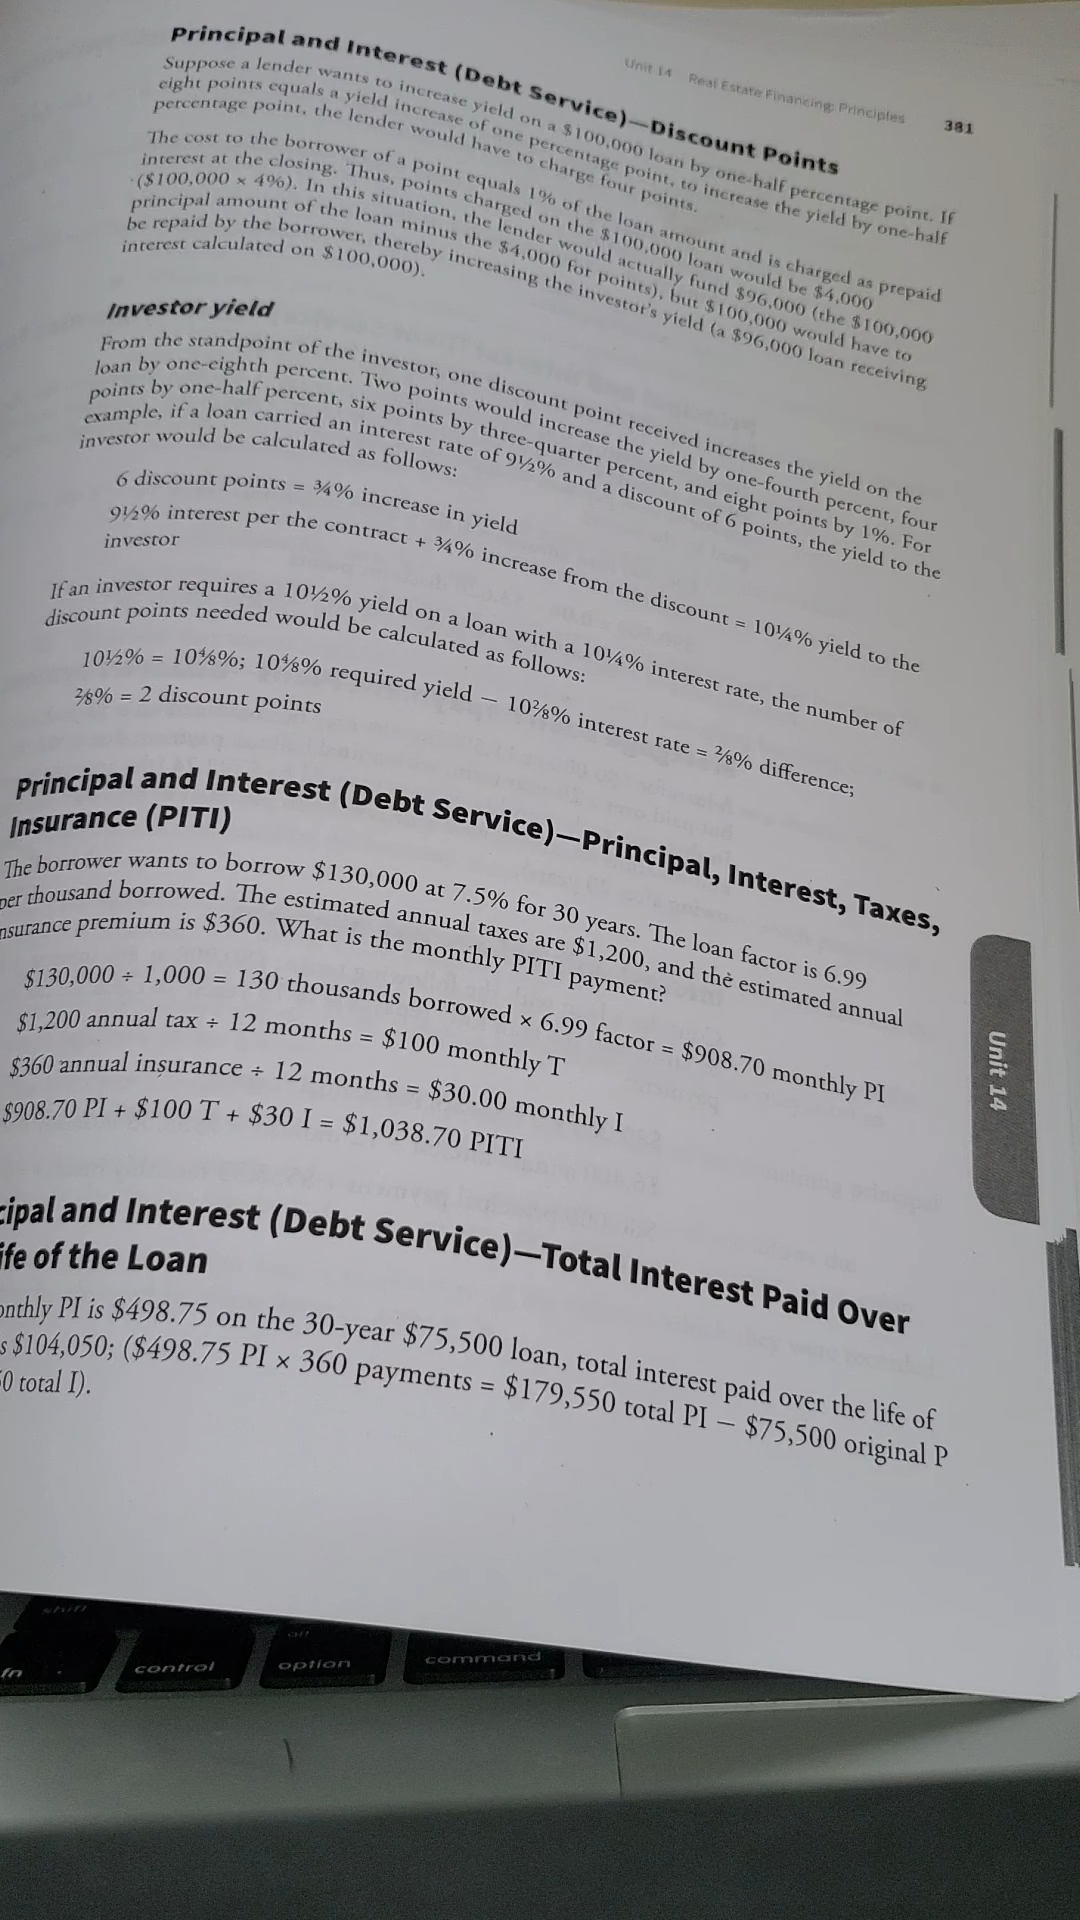 Unit 14 Real Estate Financing: Principles 381
Principal and Interest (Debt Service)—Discount Points
Suppose a lender wants to increase yield on a $100,000 loan by one-half percentage point. If
eight points equals a yield increase of one percentage point, to increase the yield by one-half
percentage point, the lender would have to charge four points.
The cost to the borrower of a point equals 1% of the loan amount and is charged as prepaid
interest at the closing. Thus, points charged on the $100,000 loan would be $4,000
($100,000 × 4%). In this situation, the lender would actually fund $96,000 (the $100,000
principal amount of the loan minus the $4,000 for points), but $100,000 would have to
be repaid by the borrower, thereby increasing the investor's yield (a $96,000 loan receiving
interest calculated on $100,000).
Investor yield
From the standpoint of the investor, one discount point received increases the yield on the
loan by one-eighth percent. Two points would increase the yield by one-fourth percent, four
points by one-half percent, six points by three-quarter percent, and eight points by 1%. For
example, if a loan carried an interest rate of 9½% and a discount of 6 points, the yield to the
investor would be calculated as follows:
6 discount points = ¾% increase in yield
9½% interest per the contract + ¾% increase from the discount = 10¼% yield to the
investor
If an investor requires a 10½% yield on a loan with a 10¼% interest rate, the number of
discount points needed would be calculated as follows:
10½% = 10⁴⁄₈%; 10⁴⁄₈% required yield – 10²⁄₈% interest rate = ²⁄₈% difference;
²⁄₈% = 2 discount points
Principal and Interest (Debt Service)—Principal, Interest, Taxes,
Insurance (PITI)
The borrower wants to borrow $130,000 at 7.5% for 30 years. The loan factor is 6.99
per thousand borrowed. The estimated annual taxes are $1,200, and the estimated annual
nsurance premium is $360. What is the monthly PITI payment?
$130,000 ÷ 1,000 = 130 thousands borrowed × 6.99 factor = $908.70 monthly PI
$1,200 annual tax ÷ 12 months = $100 monthly T
$360 annual insurance ÷ 12 months = $30.00 monthly I
$908.70 PI + $100 T + $30 I = $1,038.70 PITI
Unit 14
cipal and Interest (Debt Service)—Total Interest Paid Over
ife of the Loan
onthly PI is $498.75 on the 30-year $75,500 loan, total interest paid over the life of
s $104,050; ($498.75 PI × 360 payments = $179,550 total PI – $75,500 original P
0 total I).
shift
fn control alt option command